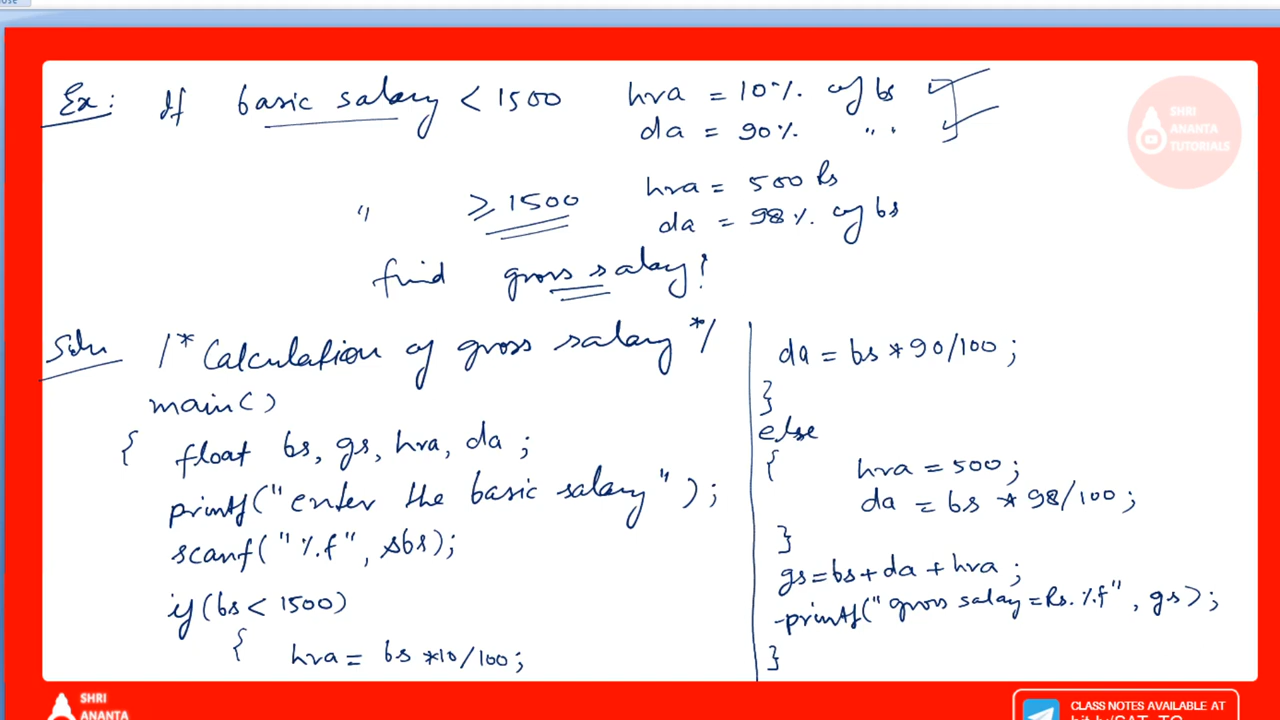 ose
Ex: If basic salary < 1500 hra = 10% of bs
da = 90% " "
SHRI
ANANTA
TUTORIALS
" ≥ 1500 hra = 500 Rs
da = 98% of bs
find gross salary?
Soln /* Calculation of gross salary */
main()
{ float bs, gs, hra, da;
printf("enter the basic salary");
scanf("%f", &bs);
if (bs < 1500)
{ hra = bs *10/100;
da = bs * 90/100;
}
else
{ hra = 500;
da = bs * 98/100;
}
gs = bs + da + hra;
printf("gross salary = Rs. %f", gs);
}
SHRI
ANANTA
CLASS NOTES AVAILABLE AT